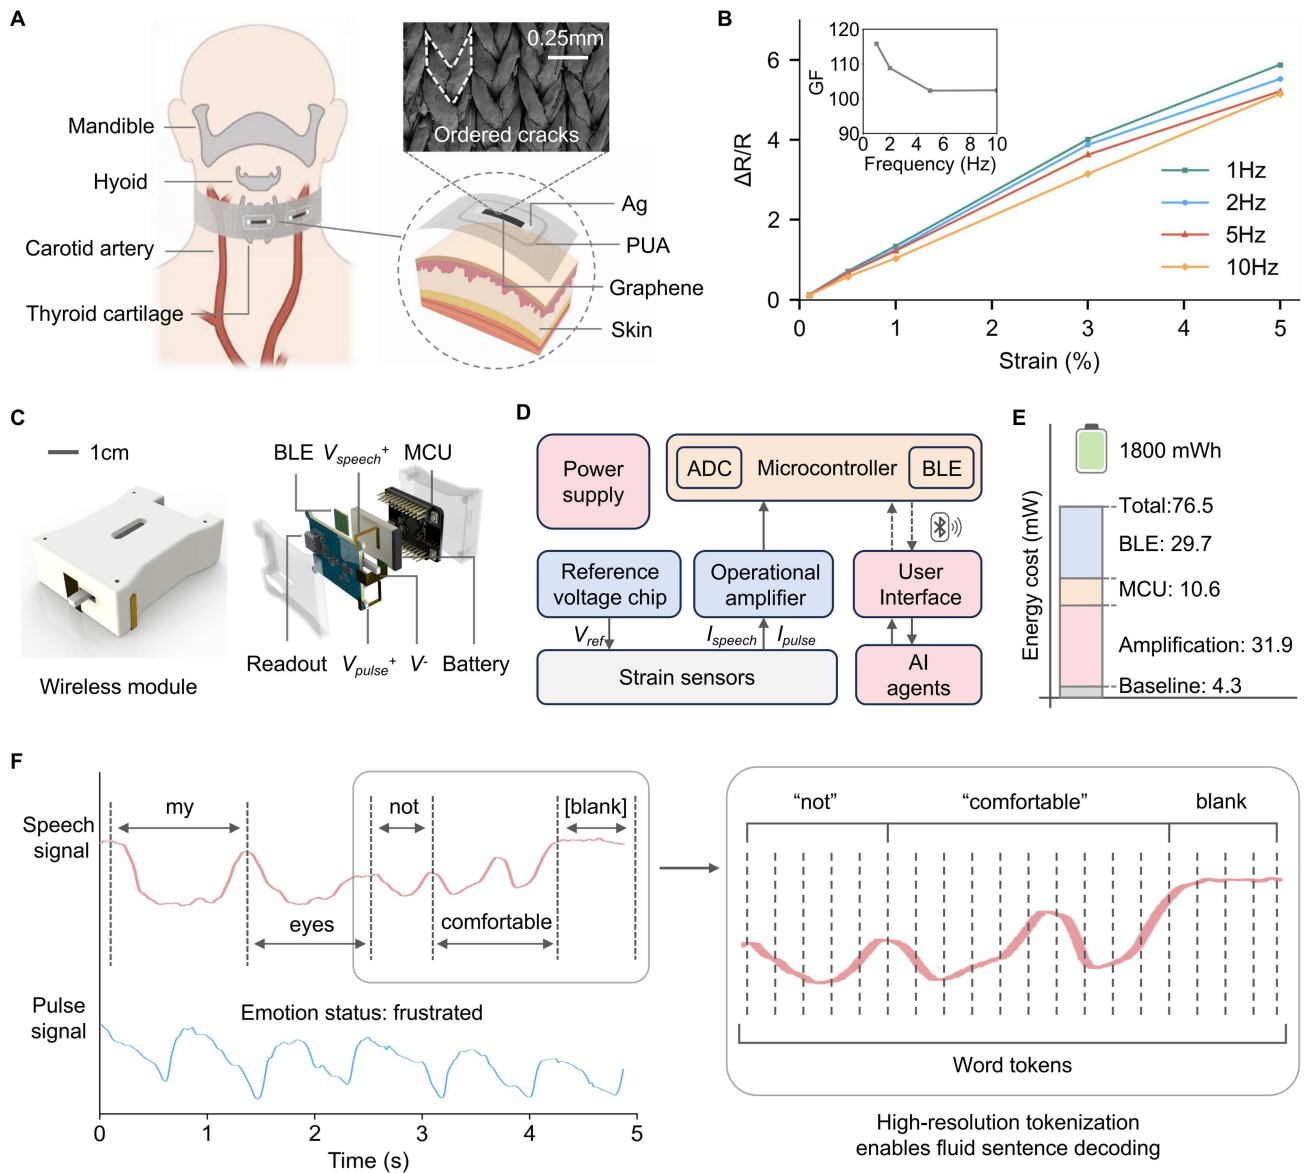 A
Mandible
Hyoid
Carotid artery
Thyroid cartilage
0.25mm
Ordered cracks
Ag
PUA
Graphene
Skin
B
ΔR/R
6
4
2
0
0
1
2
3
4
5
Strain (%)
GF
120
110
100
90
0
2
4
6
8
10
Frequency (Hz)
1Hz
2Hz
5Hz
10Hz
C
1cm
Wireless module
BLE
Vspeech+
MCU
Readout
Vpulse+
V-
Battery
D
Power
supply
ADC
Microcontroller
BLE
Reference
voltage chip
Operational
amplifier
User
Interface
Vref
Ispeech
Ipulse
Strain sensors
AI
agents
E
Energy cost (mW)
1800 mWh
Total:76.5
BLE: 29.7
MCU: 10.6
Amplification: 31.9
Baseline: 4.3
F
Speech
signal
my
eyes
not
comfortable
[blank]
Pulse
signal
Emotion status: frustrated
0
1
2
3
4
5
Time (s)
“not”
“comfortable”
blank
Word tokens
High-resolution tokenization
enables fluid sentence decoding